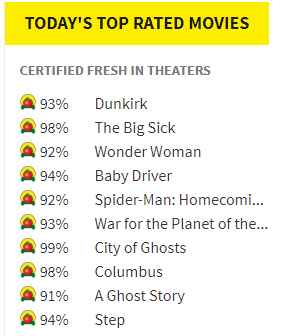 TODAY'S TOP RATED MOVIES
CERTIFIED FRESH IN THEATERS
93% Dunkirk
98% The Big Sick
92% Wonder Woman
94% Baby Driver
92% Spider-Man: Homecomi...
93% War for the Planet of the...
99% City of Ghosts
98% Columbus
91% A Ghost Story
94% Step